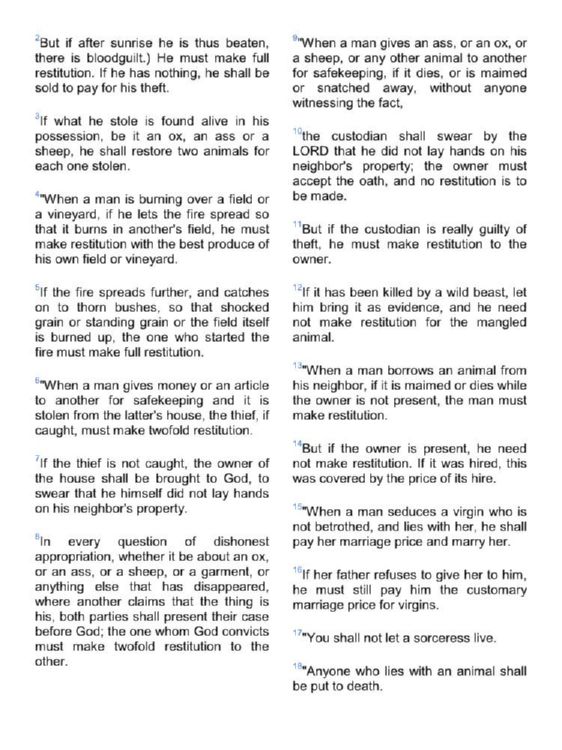 2But if after sunrise he is thus beaten,
there is bloodguilt.) He must make full
restitution. If he has nothing, he shall be
sold to pay for his theft.
3If what he stole is found alive in his
possession, be it an ox, an ass or a
sheep, he shall restore two animals for
each one stolen.
4"When a man is burning over a field or
a vineyard, if he lets the fire spread so
that it burns in another's field, he must
make restitution with the best produce of
his own field or vineyard.
5If the fire spreads further, and catches
on to thorn bushes, so that shocked
grain or standing grain or the field itself
is burned up, the one who started the
fire must make full restitution.
6"When a man gives money or an article
to another for safekeeping and it is
stolen from the latter's house, the thief, if
caught, must make twofold restitution.
7If the thief is not caught, the owner of
the house shall be brought to God, to
swear that he himself did not lay hands
on his neighbor's property.
8In every question of dishonest
appropriation, whether it be about an ox,
or an ass, or a sheep, or a garment, or
anything else that has disappeared,
where another claims that the thing is
his, both parties shall present their case
before God; the one whom God convicts
must make twofold restitution to the
other.
9"When a man gives an ass, or an ox, or
a sheep, or any other animal to another
for safekeeping, if it dies, or is maimed
or snatched away, without anyone
witnessing the fact,
10the custodian shall swear by the
LORD that he did not lay hands on his
neighbor's property; the owner must
accept the oath, and no restitution is to
be made.
11But if the custodian is really guilty of
theft, he must make restitution to the
owner.
12If it has been killed by a wild beast, let
him bring it as evidence, and he need
not make restitution for the mangled
animal.
13"When a man borrows an animal from
his neighbor, if it is maimed or dies while
the owner is not present, the man must
make restitution.
14But if the owner is present, he need
not make restitution. If it was hired, this
was covered by the price of its hire.
15"When a man seduces a virgin who is
not betrothed, and lies with her, he shall
pay her marriage price and marry her.
16If her father refuses to give her to him,
he must still pay him the customary
marriage price for virgins.
17"You shall not let a sorceress live.
18"Anyone who lies with an animal shall
be put to death.